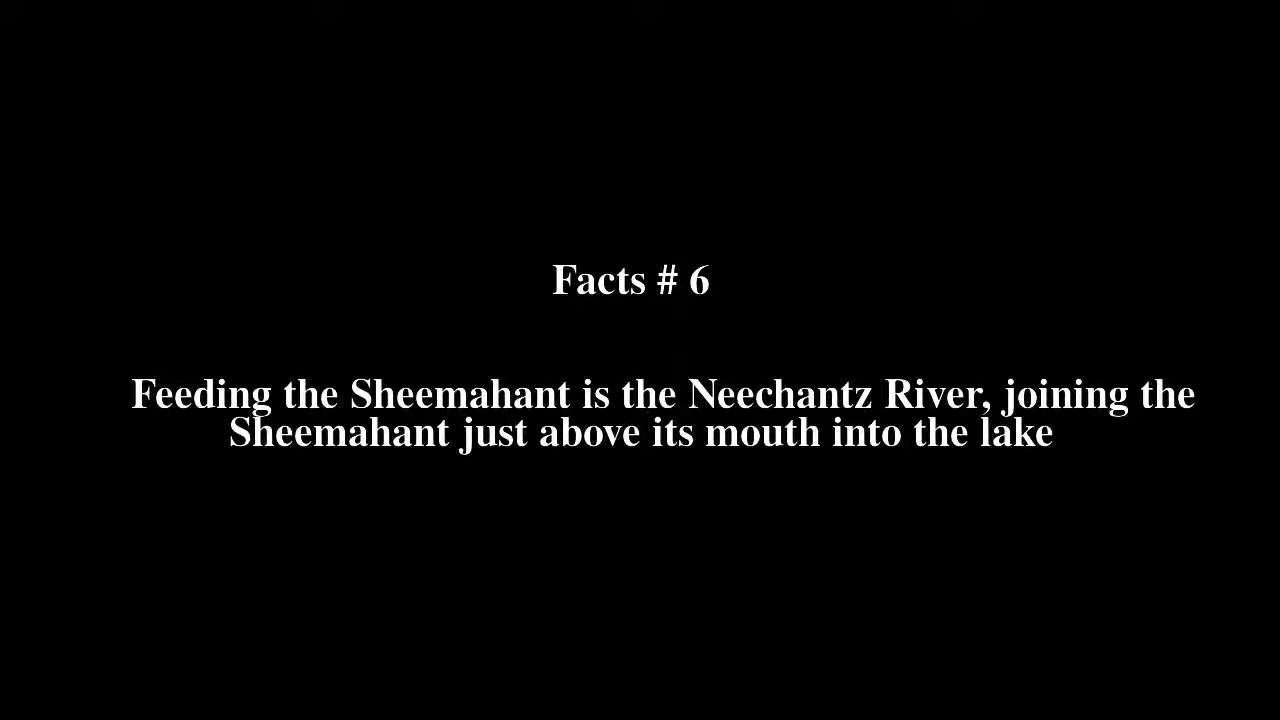 Facts # 6
Feeding the Sheemahant is the Neechantz River, joining the
Sheemahant just above its mouth into the lake